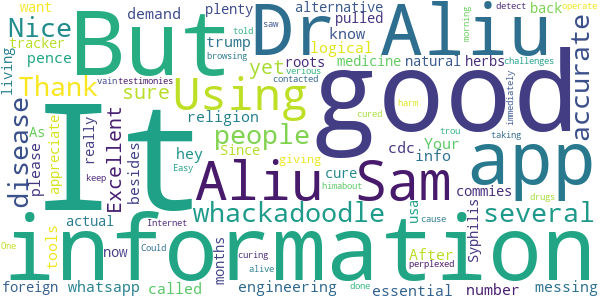 Nice demand plenty alternative want
tracker trump pulled back know detect operate
But Dr Aliu saw morning told
pence yet roots logical browsing
living Thank sure Using medicine natural herbs testimonies
vain contacted challenges
disease people religion cdc
It good accurate
As please appreciate really Excellent hey besides Since giving
Your info cure usa commies cured
verious immediately himabout taking harm trou
Aliu Sam app
keep now tools actual whackadoodle several
information
One Easy Internet Could After Syphilis cause drugs
months curing alive perplexed
foreign whatsapp called engineering done essential number messing